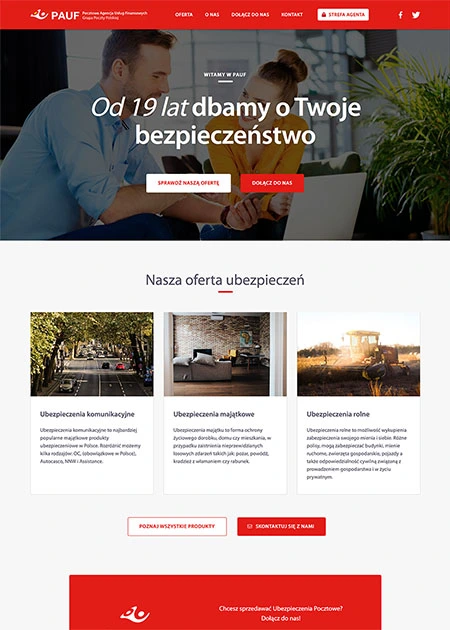 PAUF
Pocztowa Agencja Usług Finansowych
Grupa Poczty Polskiej
OFERTA O NAS DOŁĄCZ DO NAS KONTAKT STREFA AGENTA
WITAMY W PAUF
Od 19 lat dbamy o Twoje
bezpieczeństwo
SPRAWDŹ NASZĄ OFERTĘ DOŁĄCZ DO NAS
Nasza oferta ubezpieczeń
Ubezpieczenia komunikacyjne
Ubezpieczenia komunikacyjne to najbardziej
popularne majątkowe produkty
ubezpieczeniowe w Polsce. Rozróżnić możemy
kilka rodzajów: OC, (obowiązkowe w Polsce),
Autocasco, NNW i Assistance.
Ubezpieczenia majątkowe
Ubezpieczenia majątku to forma ochrony
życiowego dorobku, domu czy mieszkania, w
przypadku zaistnienia nieprzewidzianych
losowych zdarzeń takich jak: pożar, powódź,
kradzież z włamaniem czy rabunek.
Ubezpieczenia rolne
Ubezpieczenia rolne to możliwość wykupienia
zabezpieczenia swojego mienia i siebie. Różne
polisy, mogą zabezpieczać budynki, mienie
ruchome, zwierzęta gospodarskie, pojazdy a
także odpowiedzialność cywilną związaną z
prowadzeniem gospodarstwa i w życiu
prywatnym.
POZNAJ WSZYSTKIE PRODUKTY SKONTAKTUJ SIĘ Z NAMI
Chcesz sprzedawać Ubezpieczenia Pocztowe?
Dołącz do nas!